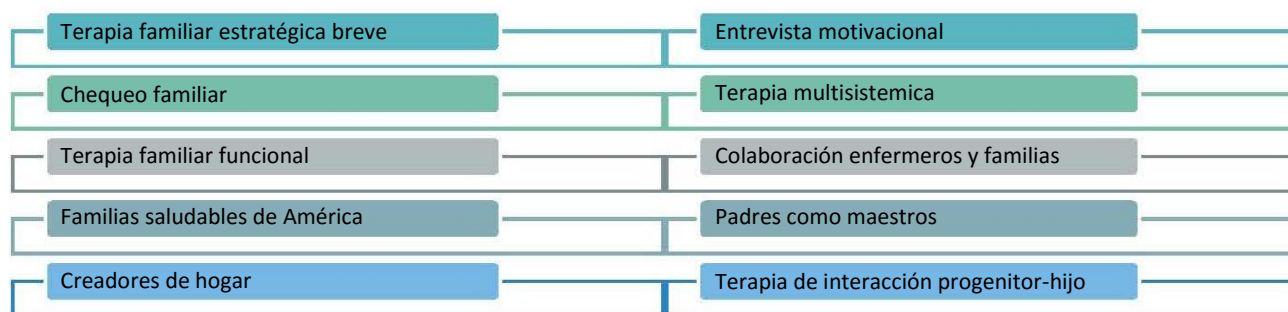 Terapia familiar estratégica breve
Entrevista motivacional
Chequeo familiar
Terapia multisistemica
Terapia familiar funcional
Colaboración enfermeros y familias
Familias saludables de América
Padres como maestros
Creadores de hogar
Terapia de interacción progenitor-hijo